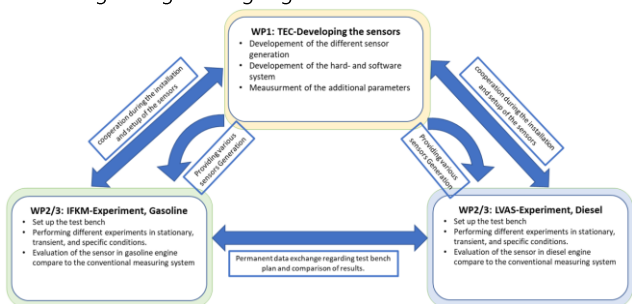 WP1: TEC-Developing the sensors
• Developement of the different sensor
generation
• Developement of the hard- and software
system
• Meausurment of the additional parameters
cooperation during the installation
and setup of the sensors
Providing various
sensors Generation
Providing various
sensors Generation
cooperation during the installation
and setup of the sensors
WP2/3: IFKM-Experiment, Gasoline
• Set up the test bench
• Performing different experiments in stationary,
transient, and specific conditions.
• Evaluation of the sensor in gasoline engine
compare to the conventional measuring system
Permanent data exchange regarding test bench
plan and comparison of results.
WP2/3: LVAS-Experiment, Diesel
• Set up the test bench
• Performing different experiments in stationary,
transient, and specific conditions.
• Evaluation of the sensor in diesel engine
compare to the conventional measuring system